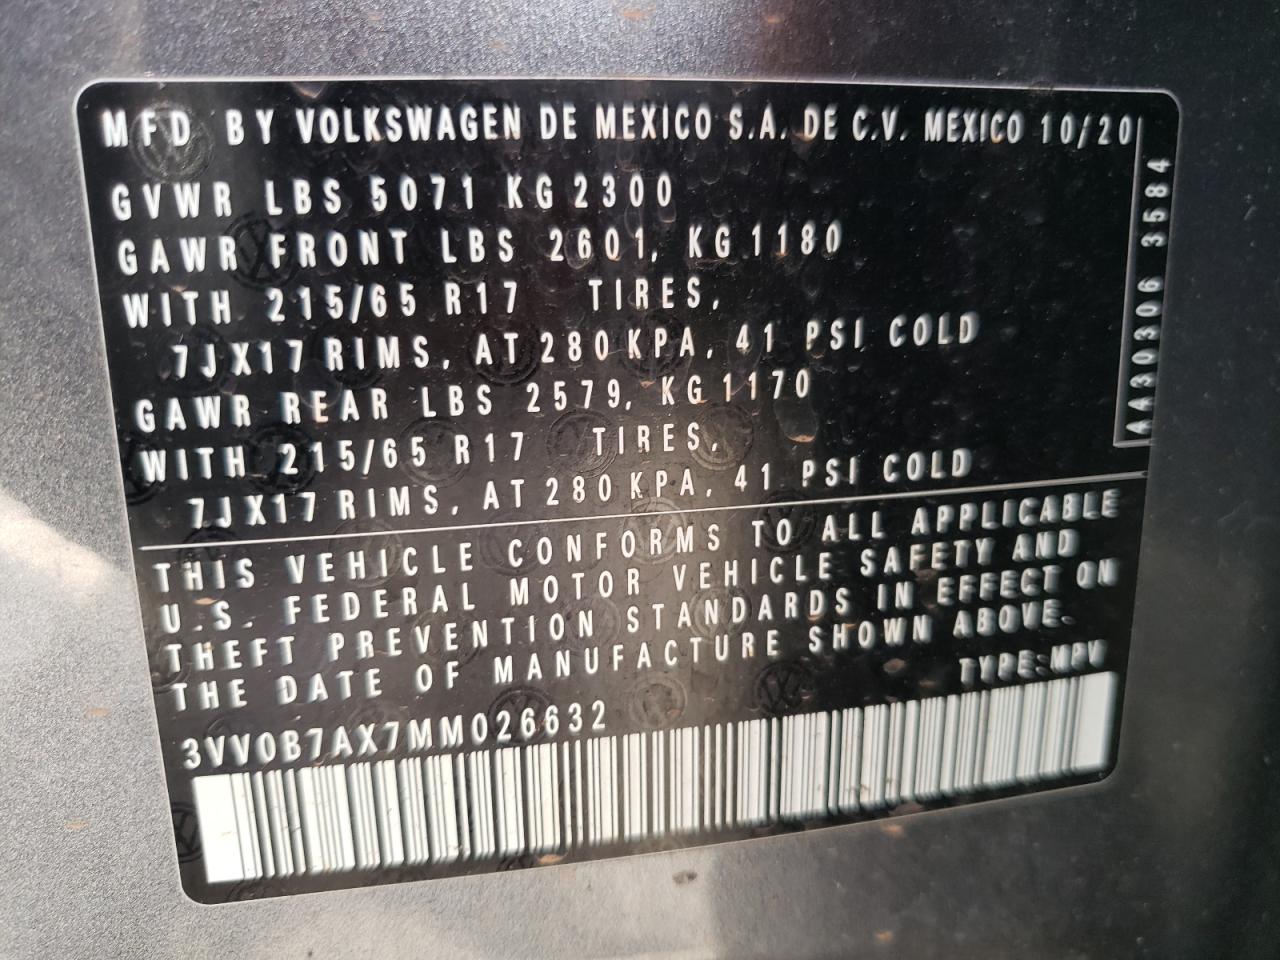 MFD BY VOLKSWAGEN DE MEXICO S.A. DE C.V. MEXICO 10/20
GVWR LBS 5071 KG 2300
GAWR FRONT LBS 2601, KG 1180
WITH 215/65 R17 TIRES,
7JX17 RIMS, AT 280 KPA, 41 PSI COLD
GAWR REAR LBS 2579, KG 1170
WITH 215/65 R17 TIRES,
7JX17 RIMS, AT 280 KPA, 41 PSI COLD
AA30306 3584
THIS VEHICLE CONFORMS TO ALL APPLICABLE
U.S. FEDERAL MOTOR VEHICLE SAFETY AND
THEFT PREVENTION STANDARDS IN EFFECT ON
THE DATE OF MANUFACTURE SHOWN ABOVE.
TYPE:MPV
3VV0B7AX7MM026632